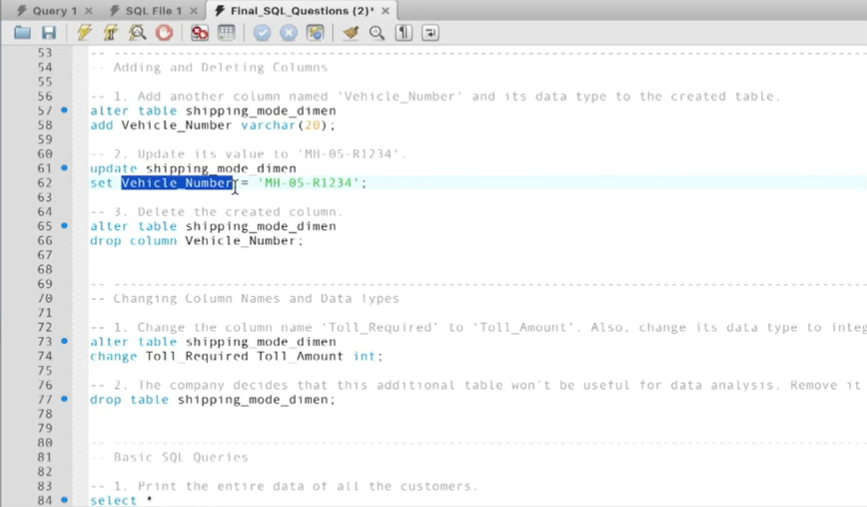 Query 1 SQL File 1 Final_SQL_Questions (2)*
53 -- ----------------------------------------------------------------
54 -- Adding and Deleting Columns
55
56 -- 1. Add another column named 'Vehicle_Number' and its data type to the created table.
57 alter table shipping_mode_dimen
58 add Vehicle_Number varchar(20);
59
60 -- 2. Update its value to 'MH-05-R1234'.
61 update shipping_mode_dimen
62 set Vehicle_Number = 'MH-05-R1234';
63
64 -- 3. Delete the created column.
65 alter table shipping_mode_dimen
66 drop column Vehicle_Number;
67
68
69 -- ----------------------------------------------------------------
70 -- Changing Column Names and Data Types
71
72 -- 1. Change the column name 'Toll_Required' to 'Toll_Amount'. Also, change its data type to integ
73 alter table shipping_mode_dimen
74 change Toll_Required Toll_Amount int;
75
76 -- 2. The company decides that this additional table won't be useful for data analysis. Remove it
77 drop table shipping_mode_dimen;
78
79
80 -- ----------------------------------------------------------------
81 -- Basic SQL Queries
82
83 -- 1. Print the entire data of all the customers.
84 select *